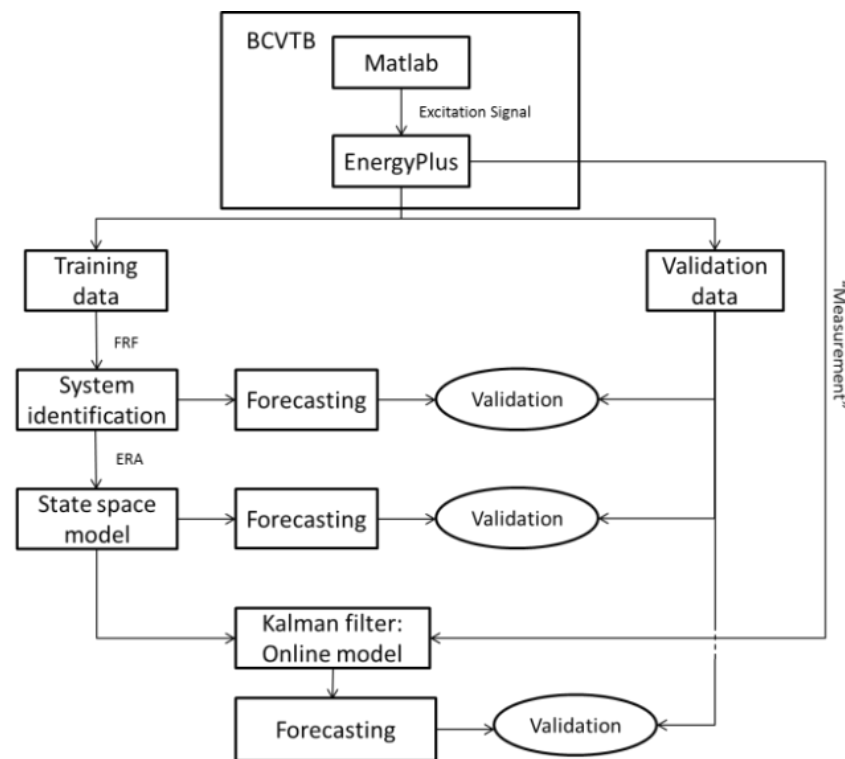 BCVTB
Matlab
Excitation Signal
EnergyPlus
Training
data
Validation
data
"Measurement"
FRF
System
identification
Forecasting
Validation
ERA
State space
model
Forecasting
Validation
Kalman filter:
Online model
Forecasting
Validation